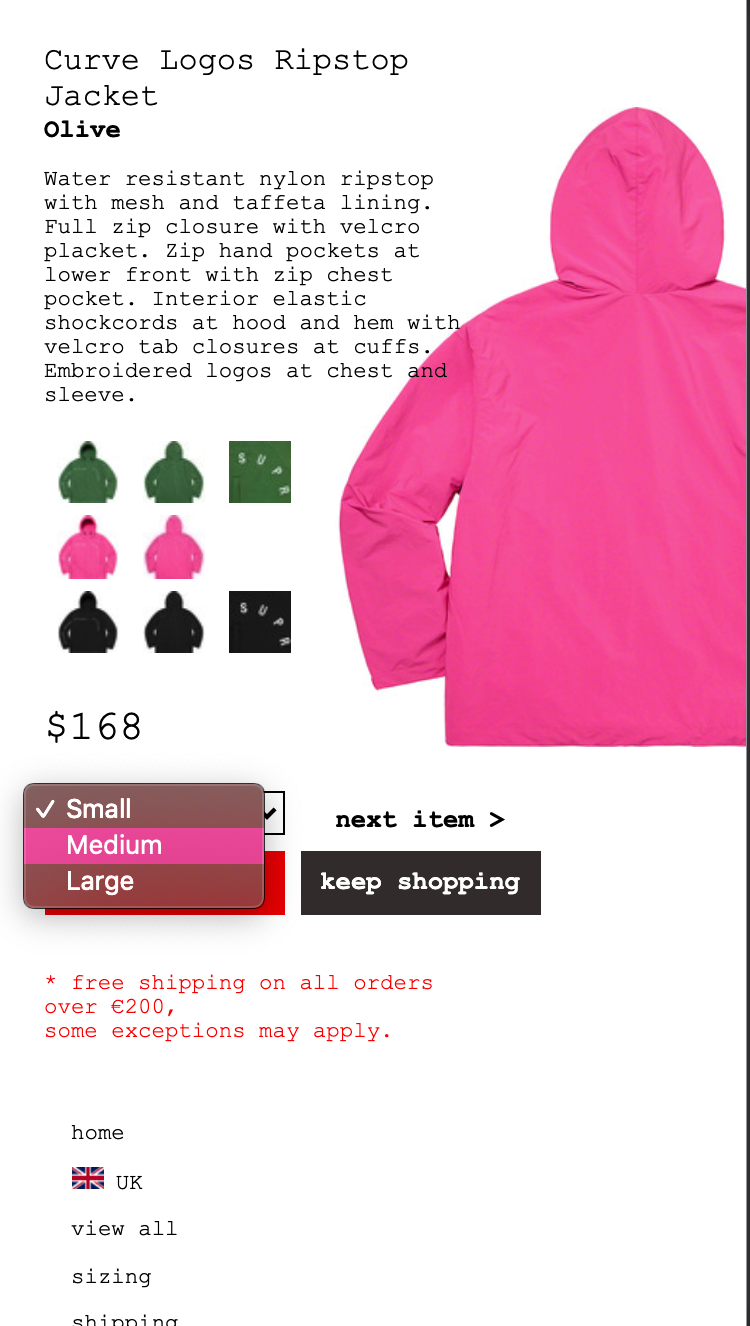 Curve Logos Ripstop
Jacket
Olive
Water resistant nylon ripstop
with mesh and taffeta lining.
Full zip closure with velcro
placket. Zip hand pockets at
lower front with zip chest
pocket. Interior elastic
shockcords at hood and hem with
velcro tab closures at cuffs.
Embroidered logos at chest and
sleeve.
S U P R
S U P R
$168
✓ Small
Medium
Large
next item >
keep shopping
* free shipping on all orders
over €200,
some exceptions may apply.
home
UK
view all
sizing
shipping